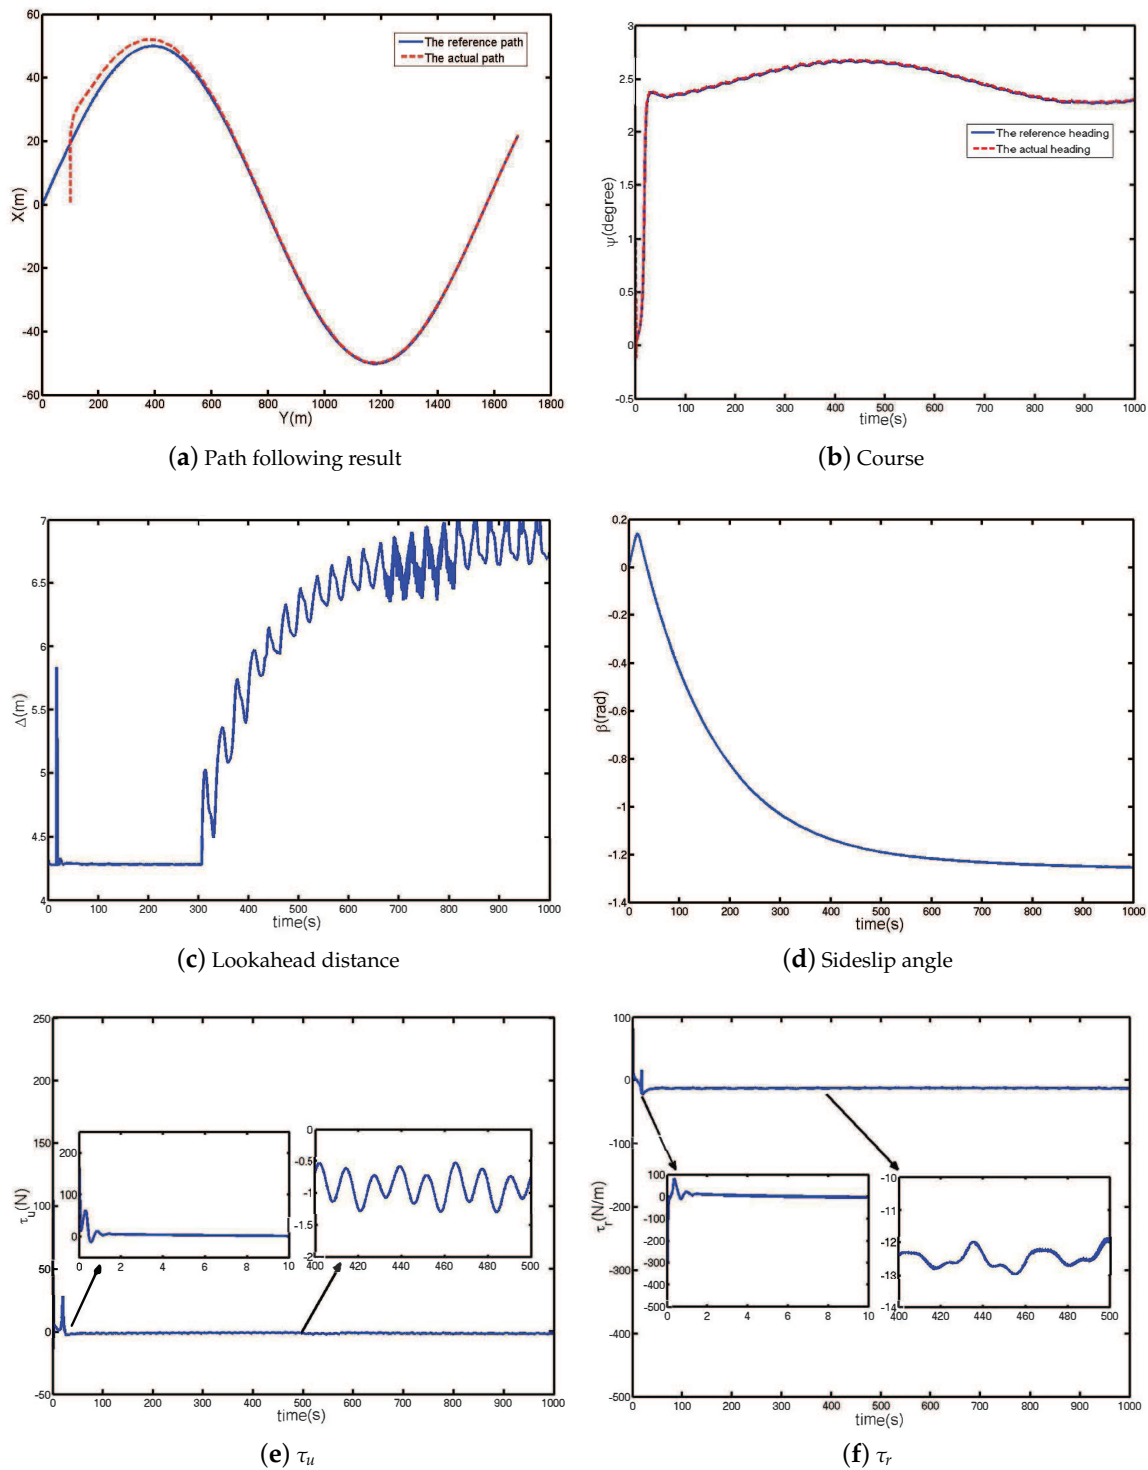 60
40
20
0
-20
-40
-60
X(m)
The reference path
The actual path
0 200 400 600 800 1000 1200 1400 1600 1800
Y(m)
(a) Path following result
3
2.5
2
1.5
1
0.5
0
-0.5
ψ(degree)
The reference heading
The actual heading
0 100 200 300 400 500 600 700 800 900 1000
time(s)
(b) Course
7
6.5
6
5.5
5
4.5
4
Δ(m)
0 100 200 300 400 500 600 700 800 900 1000
time(s)
(c) Lookahead distance
0.2
0
-0.2
-0.4
-0.6
-0.8
-1
-1.2
-1.4
β(rad)
0 100 200 300 400 500 600 700 800 900 1000
time(s)
(d) Sideslip angle
250
200
150
100
50
0
-50
τu(N)
200
100
0
0 2 4 6 8 10
0
-0.5
-1
-1.5
-2
400 420 440 460 480 500
0 100 200 300 400 500 600 700 800 900 1000
time(s)
(e) τu
100
0
-100
-200
-300
-400
-500
τr(N/m)
100
0
-100
-200
-300
-400
-500
0 2 4 6 8 10
-10
-11
-12
-13
-14
400 420 440 460 480 500
0 100 200 300 400 500 600 700 800 900 1000
time(s)
(f) τr